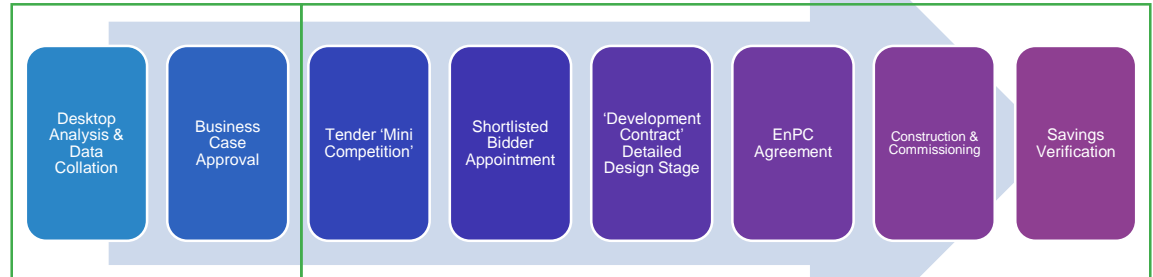 Desktop
Analysis &
Data
Collation
Business
Case
Approval
Tender ‘Mini
Competition’
Shortlisted
Bidder
Appointment
‘Development
Contract’
Detailed
Design Stage
EnPC
Agreement
Construction &
Commissioning
Savings
Verification